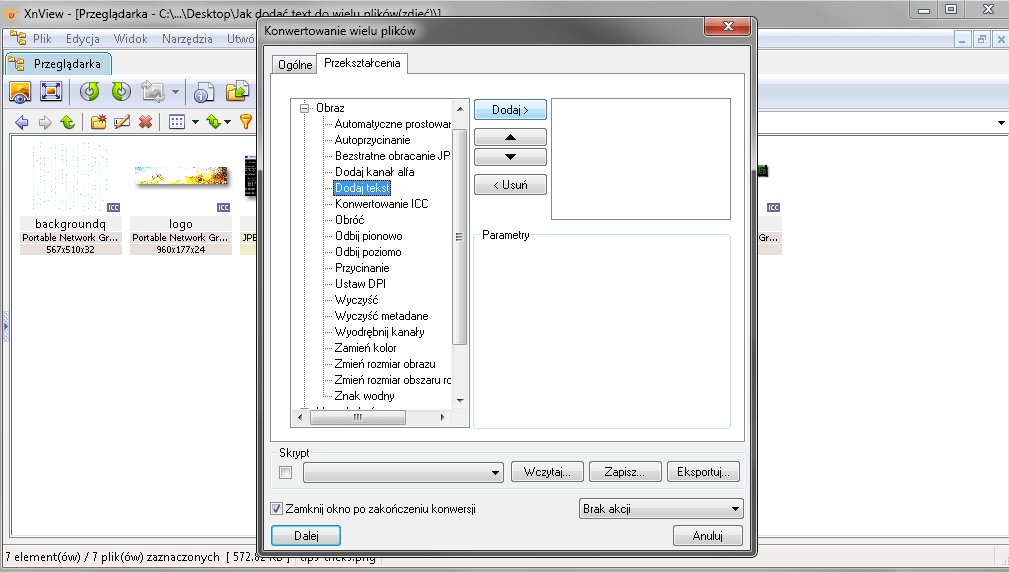 XnView - [Przeglądarka - C:\...\Desktop\Jak dodać text do wielu plików(zdjęć)\]
Plik Edycja Widok Narzędzia Utwó
Przeglądarka
Konwertowanie wielu plików
Ogólne Przekształcenia
Obraz
Automatyczne prostowar
Autoprzycinanie
Bezstratne obracanie JP
Dodaj kanał alfa
Dodaj tekst
Konwertowanie ICC
Obróć
Odbij pionowo
Odbij poziomo
Przycinanie
Ustaw DPI
Wyczyść
Wyczyść metadane
Wyodrębnij kanały
Zamień kolor
Zmień rozmiar obrazu
Zmień rozmiar obszaru rc
Znak wodny
Dodaj >
< Usuń
Parametry
Skrypt
Wczytaj... Zapisz... Eksportuj...
Zamknij okno po zakończeniu konwersji
Brak akcji
Dalej Anuluj
ICC ICC ICC
backgroundq logo
Portable Network Gr... Portable Network Gr... JPE Gr...
567x510x32 960x177x24
7 element(ów) / 7 plik(ów) zaznaczonych [ 572.82 KB ]